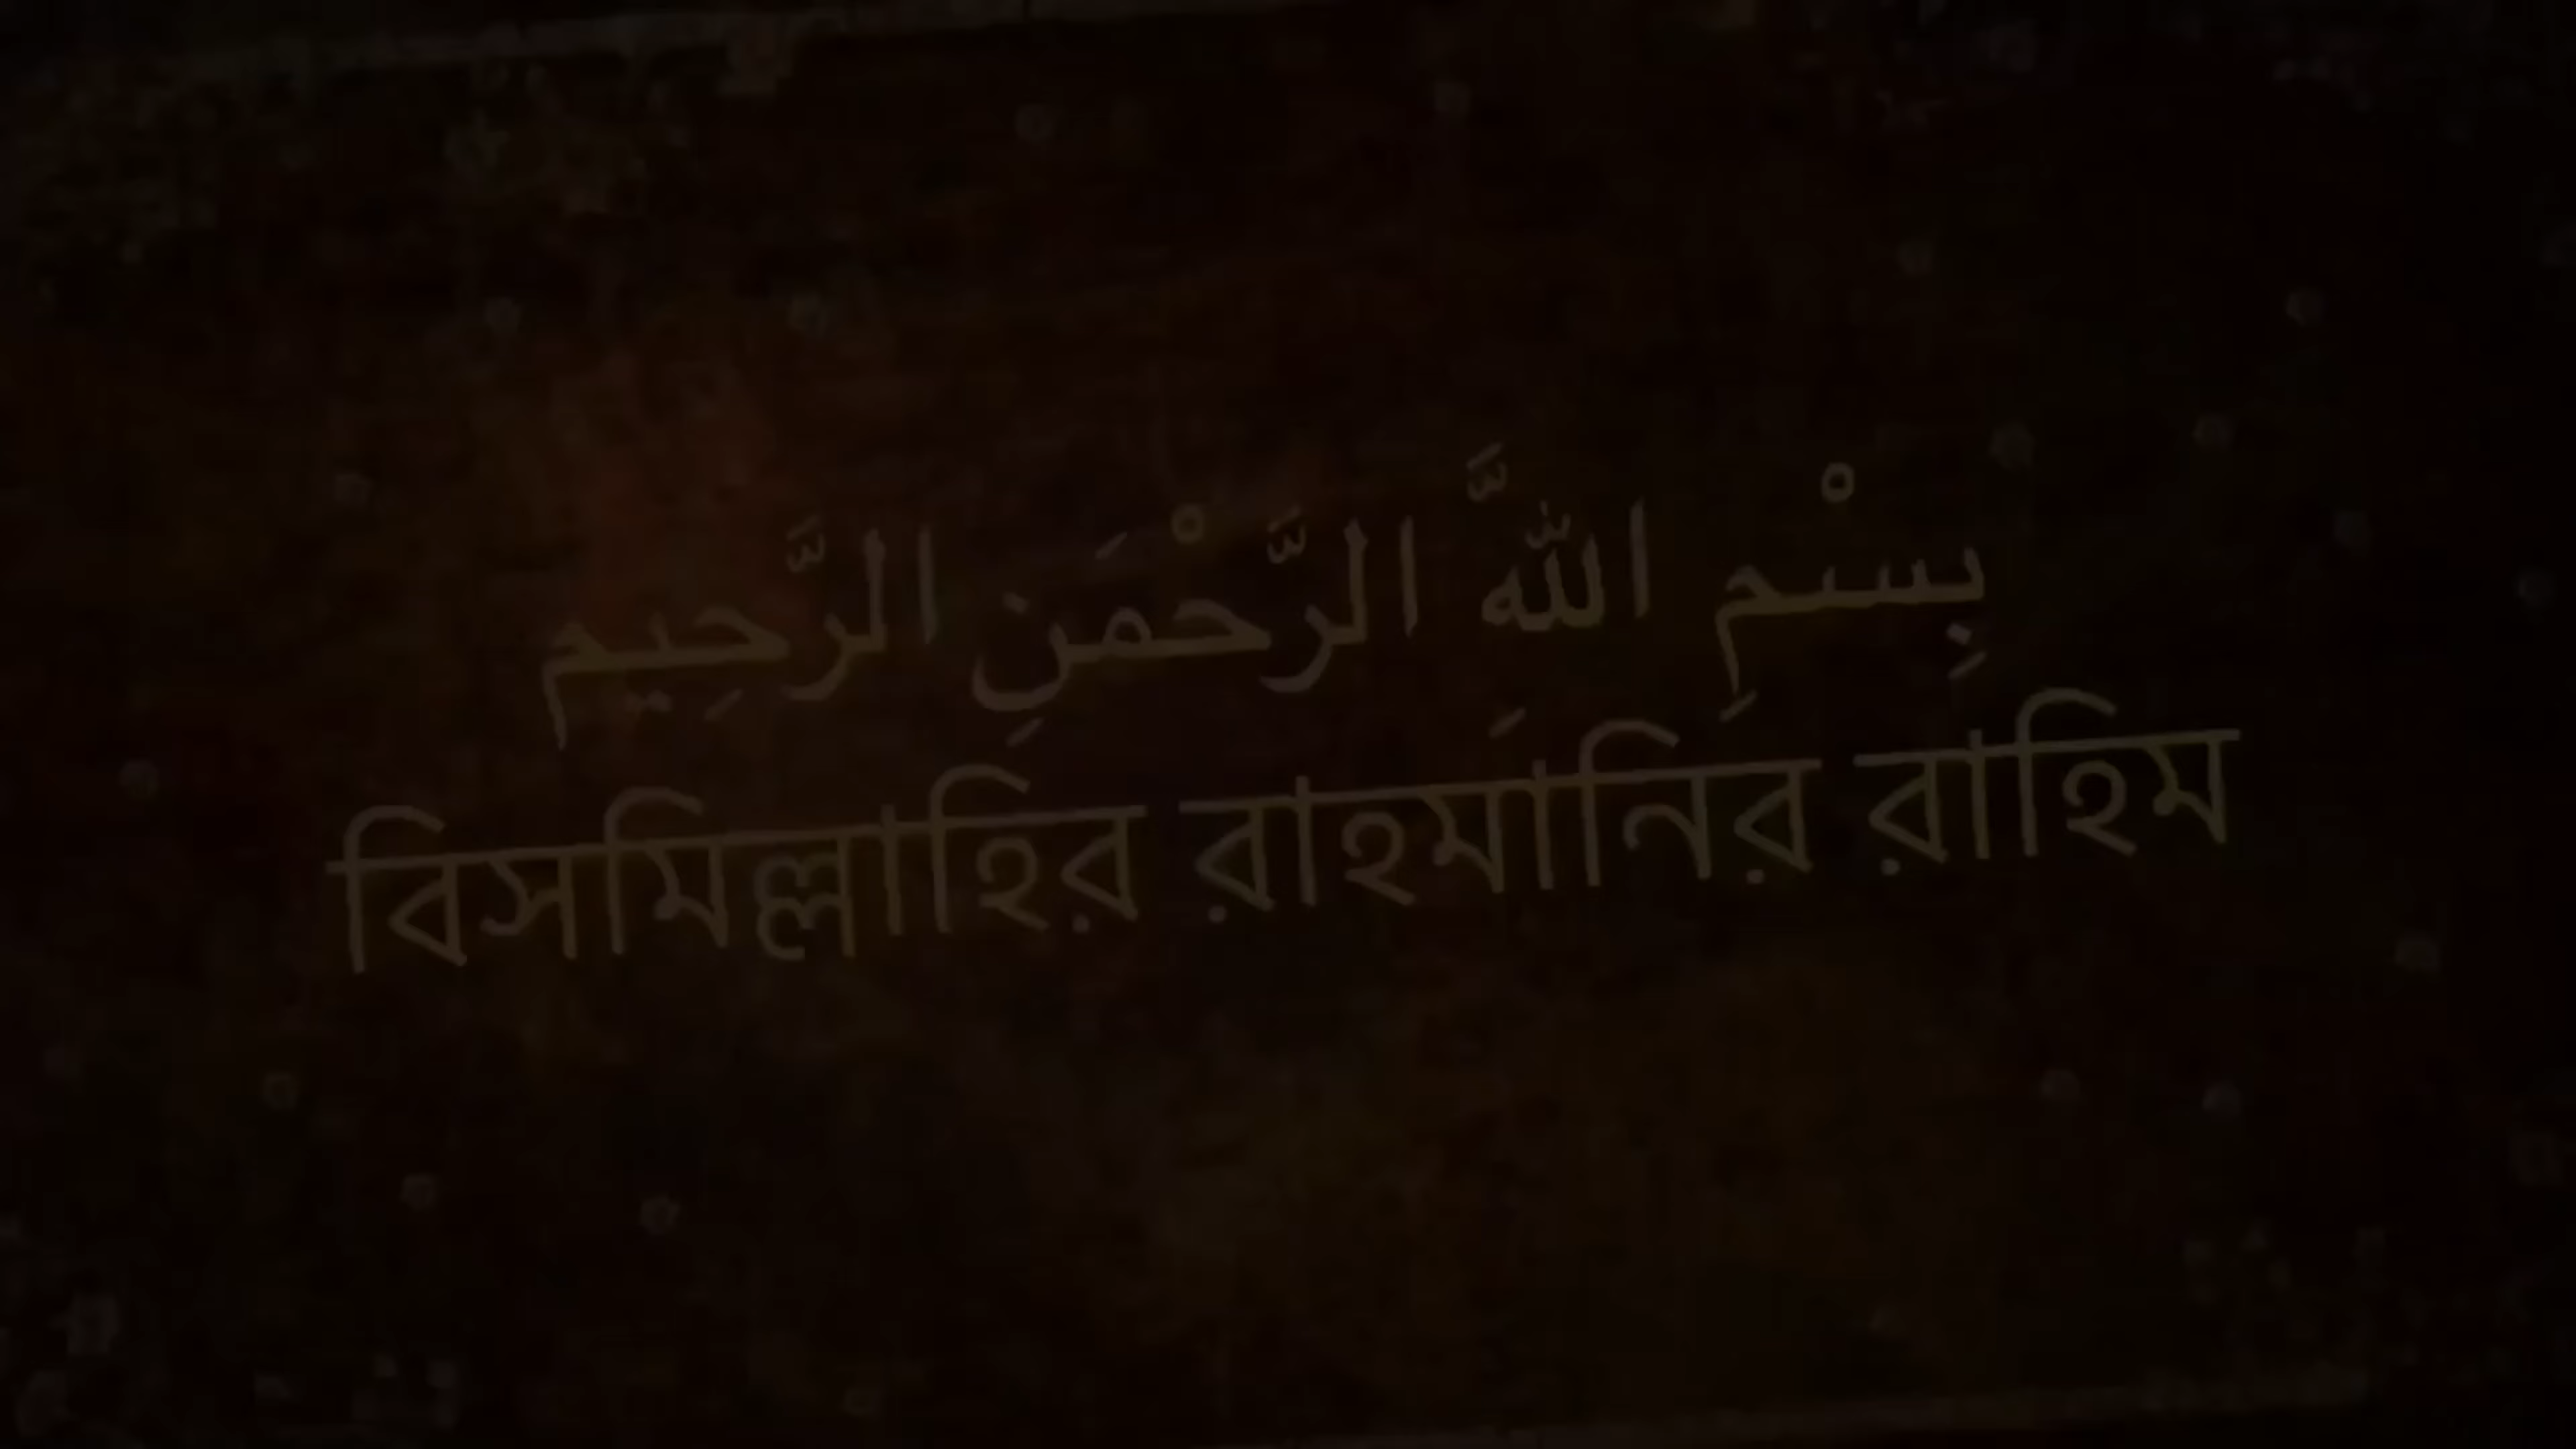 بِسْمِ اللَّهِ الرَّحْمَنِ الرَّحِيم
বিসমিল্লাহির রাহমানির রাহিম